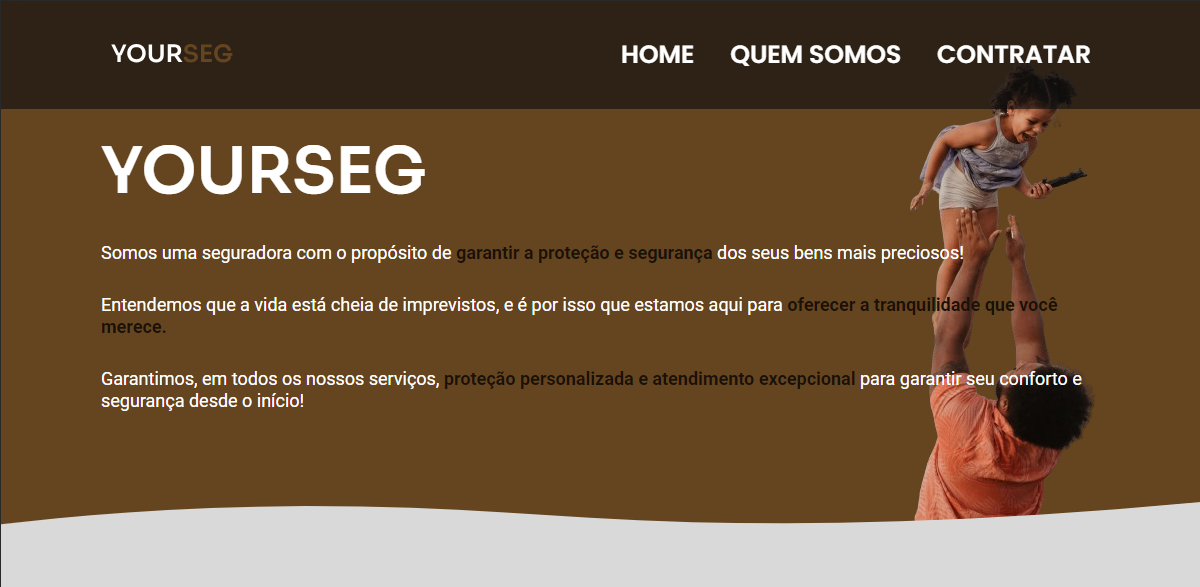 YOURSEG
HOME QUEM SOMOS CONTRATAR
YOURSEG
Somos uma seguradora com o propósito de garantir a proteção e segurança dos seus bens mais preciosos!
Entendemos que a vida está cheia de imprevistos, e é por isso que estamos aqui para oferecer a tranquilidade que você
merece.
Garantimos, em todos os nossos serviços, proteção personalizada e atendimento excepcional para garantir seu conforto e
segurança desde o início!